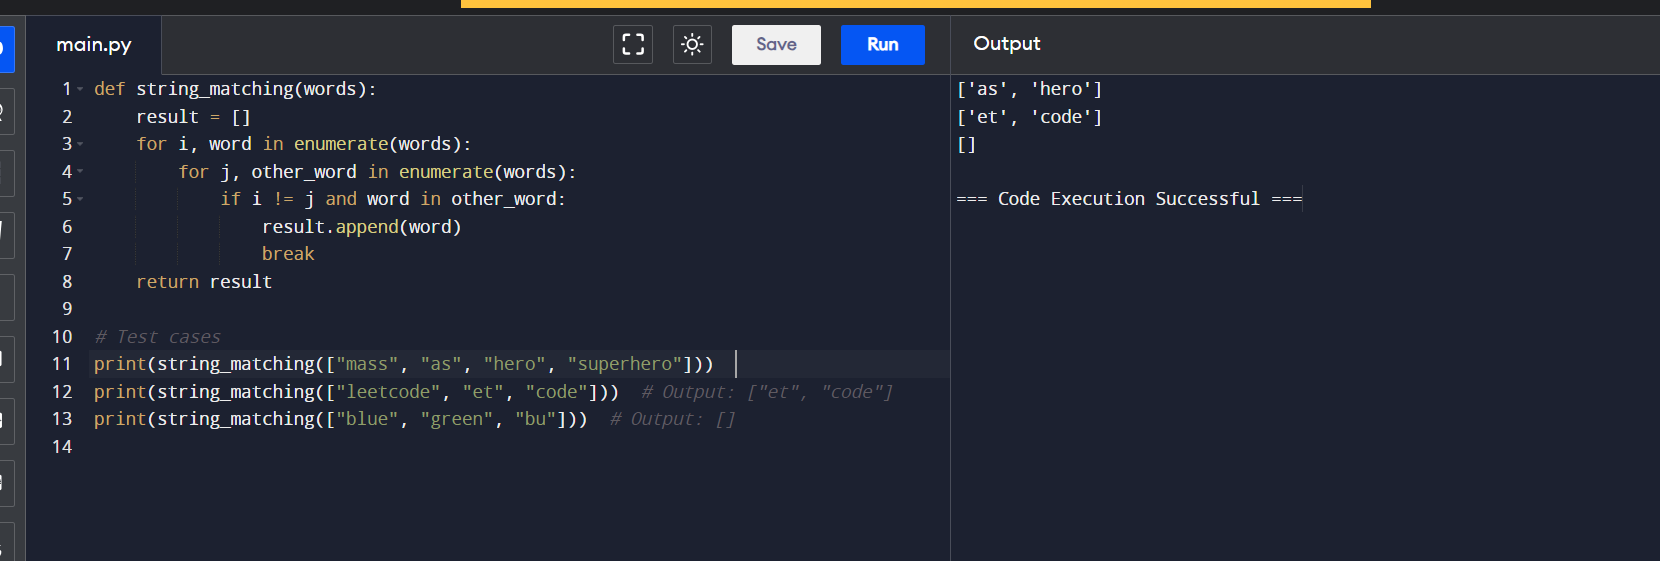 main.py
Save
Run
Output
1 def string_matching(words):
2     result = []
3     for i, word in enumerate(words):
4         for j, other_word in enumerate(words):
5             if i != j and word in other_word:
6                 result.append(word)
7                 break
8     return result
9
10 # Test cases
11 print(string_matching(["mass", "as", "hero", "superhero"]))
12 print(string_matching(["leetcode", "et", "code"]))  # Output: ["et", "code"]
13 print(string_matching(["blue", "green", "bu"]))  # Output: []
14
['as', 'hero']
['et', 'code']
[]
=== Code Execution Successful ===